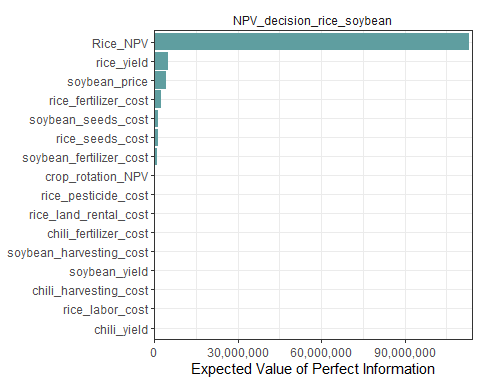 NPV_decision_rice_soybean
Rice_NPV
rice_yield
soybean_price
rice_fertilizer_cost
soybean_seeds_cost
rice_seeds_cost
soybean_fertilizer_cost
crop_rotation_NPV
rice_pesticide_cost
rice_land_rental_cost
chili_fertilizer_cost
soybean_harvesting_cost
soybean_yield
chili_harvesting_cost
rice_labor_cost
chili_yield
0 30,000,000 60,000,000 90,000,000
Expected Value of Perfect Information